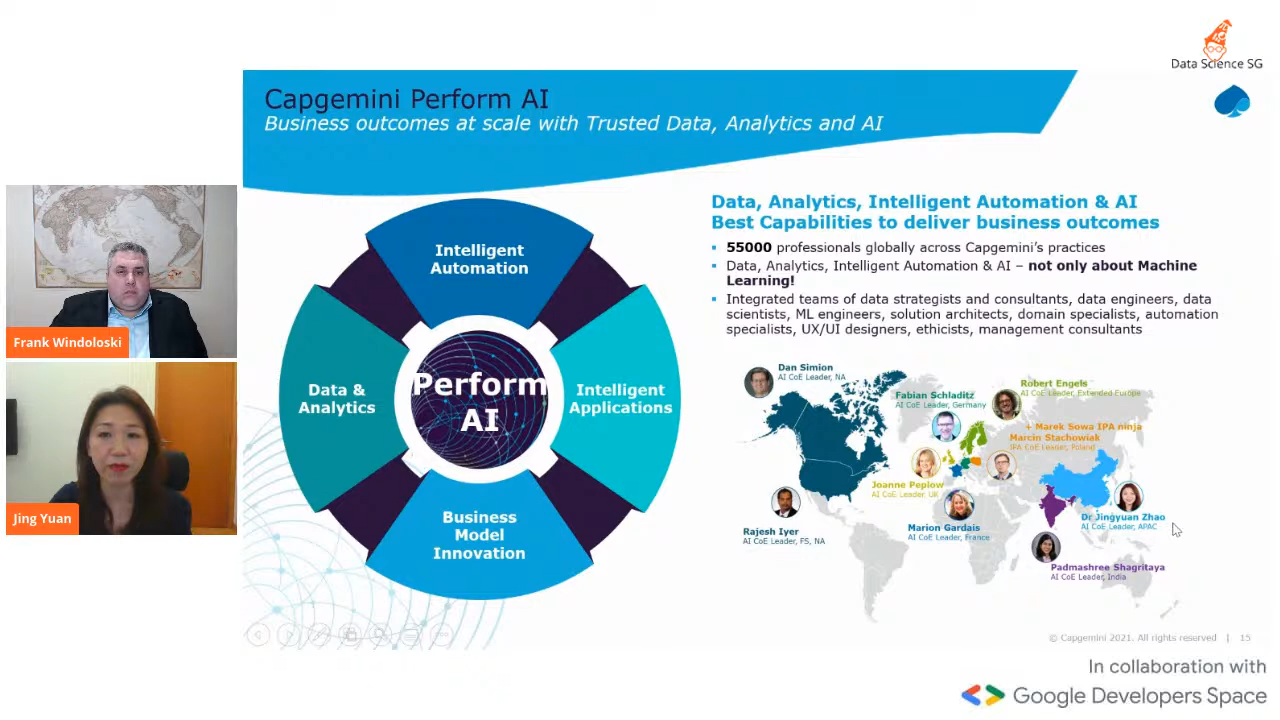 Data Science SG
Capgemini Perform AI
Business outcomes at scale with Trusted Data, Analytics and AI
Frank Windoloski
Jing Yuan
Intelligent
Automation
Data &
Analytics
Perform
AI
Intelligent
Applications
Business
Model
Innovation
Data, Analytics, Intelligent Automation & AI
Best Capabilities to deliver business outcomes
▪ 55000 professionals globally across Capgemini's practices
▪ Data, Analytics, Intelligent Automation & AI – not only about Machine
Learning!
▪ Integrated teams of data strategists and consultants, data engineers, data
scientists, ML engineers, solution architects, domain specialists, automation
specialists, UX/UI designers, ethicists, management consultants
Dan Simion
AI CoE Leader, NA
Fabian Schladitz
AI CoE Leader, Germany
Robert Engels
AI CoE Leader, Extended Europe
+ Marek Sowa IPA ninja
Marcin Stachowiak
IPA CoE Leader, Poland
Joanne Peplow
AI CoE Leader, UK
Rajesh Iyer
AI CoE Leader, FS, NA
Marion Gardais
AI CoE Leader, France
Dr Jingyuan Zhao
AI CoE Leader, APAC
Padmashree Shagritaya
AI CoE Leader, India
© Capgemini 2021. All rights reserved | 15
In collaboration with
Google Developers Space